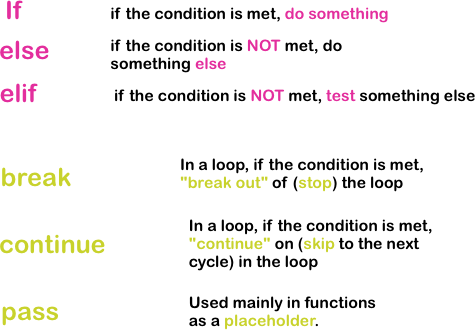 If if the condition is met, do something
else if the condition is NOT met, do
something else
elif if the condition is NOT met, test something else
break In a loop, if the condition is met,
"break out" of (stop) the loop
continue In a loop, if the condition is met,
"continue" on (skip to the next
cycle) in the loop
pass Used mainly in functions
as a placeholder.